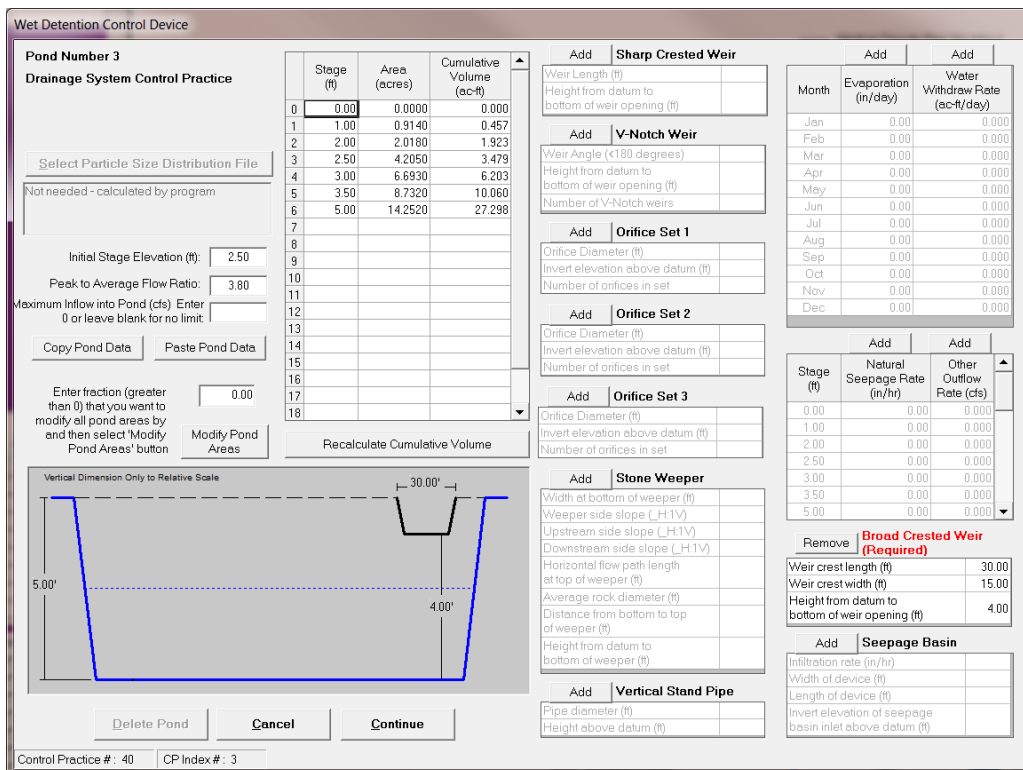 Wet Detention Control Device
Pond Number 3
Drainage System Control Practice
Select Particle Size Distribution File
Not needed - calculated by program
Initial Stage Elevation (ft): 2.50
Peak to Average Flow Ratio: 3.80
Maximum Inflow into Pond (cfs) Enter
0 or leave blank for no limit:
Copy Pond Data Paste Pond Data
Enter fraction (greater
than 0) that you want to
modify all pond areas by
and then select 'Modify
Pond Areas' button
0.00
Modify Pond
Areas
Stage
(ft)
Area
(acres)
Cumulative
Volume
(ac-ft)
0 0.00 0.0000 0.000
1 1.00 0.9140 0.457
2 2.00 2.0180 1.923
3 2.50 4.2050 3.479
4 3.00 6.6930 6.203
5 3.50 8.7320 10.060
6 5.00 14.2520 27.298
7
8
9
10
11
12
13
14
15
16
17
18
Recalculate Cumulative Volume
Vertical Dimension Only to Relative Scale
30.00'
5.00'
4.00'
Delete Pond Cancel Continue
Control Practice # : 40 CP Index # : 3
Add Sharp Crested Weir
Weir Length (ft)
Height from datum to
bottom of weir opening (ft)
Add V-Notch Weir
Weir Angle (<180 degrees)
Height from datum to
bottom of weir opening (ft)
Number of V-Notch weirs
Add Orifice Set 1
Orifice Diameter (ft)
Invert elevation above datum (ft)
Number of orifices in set
Add Orifice Set 2
Orifice Diameter (ft)
Invert elevation above datum (ft)
Number of orifices in set
Add Orifice Set 3
Orifice Diameter (ft)
Invert elevation above datum (ft)
Number of orifices in set
Add Stone Weeper
Width at bottom of weeper (ft)
Weeper side slope (_H:1V)
Upstream side slope (_H:1V)
Downstream side slope (_H:1V)
Horizontal flow path length
at top of weeper (ft)
Average rock diameter (ft)
Distance from bottom to top
of weeper (ft)
Height from datum to
bottom of weeper (ft)
Add Vertical Stand Pipe
Pipe diameter (ft)
Height above datum (ft)
Add Add
Month
Evaporation
(in/day)
Water
Withdraw Rate
(ac-ft/day)
Jan 0.00 0.000
Feb 0.00 0.000
Mar 0.00 0.000
Apr 0.00 0.000
May 0.00 0.000
Jun 0.00 0.000
Jul 0.00 0.000
Aug 0.00 0.000
Sep 0.00 0.000
Oct 0.00 0.000
Nov 0.00 0.000
Dec 0.00 0.000
Add Add
Stage
(ft)
Natural
Seepage Rate
(in/hr)
Other
Outflow
Rate (cfs)
0.00 0.00 0.000
1.00 0.00 0.000
2.00 0.00 0.000
2.50 0.00 0.000
3.00 0.00 0.000
3.50 0.00 0.000
5.00 0.00 0.000
Remove Broad Crested Weir
(Required)
Weir crest length (ft) 30.00
Weir crest width (ft) 15.00
Height from datum to
bottom of weir opening (ft) 4.00
Add Seepage Basin
Infiltration rate (in/hr)
Width of device (ft)
Length of device (ft)
Invert elevation of seepage
basin inlet above datum (ft)